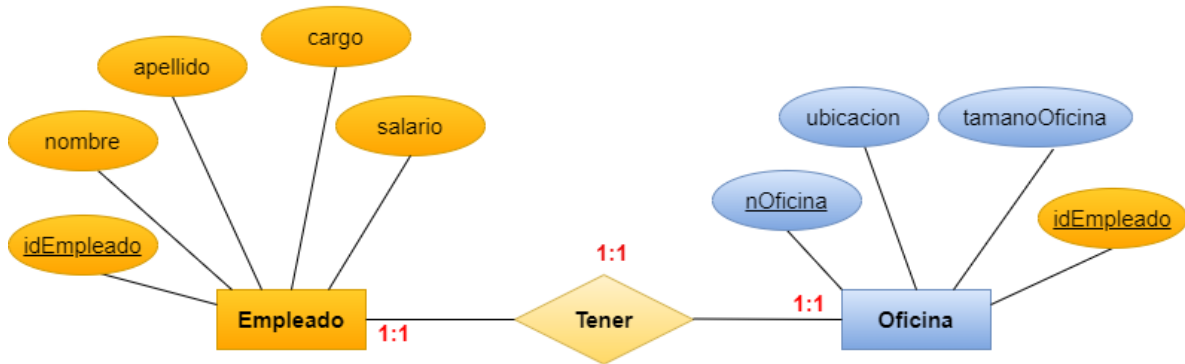 cargo
apellido
nombre
salario
idEmpleado
Empleado
1:1
1:1
Tener
1:1
ubicacion
tamanoOficina
nOficina
idEmpleado
Oficina